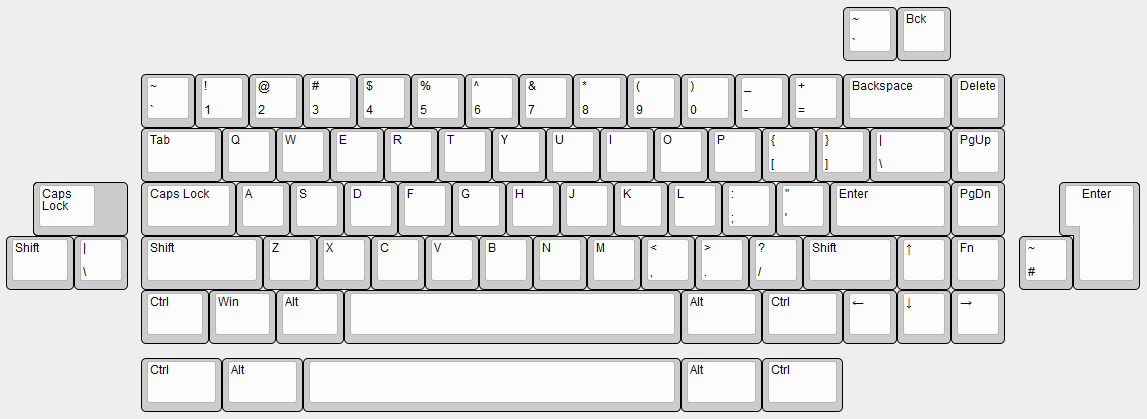 ~ Bck
`
~ ! @ # $ % ^ & * ( ) _ + Backspace Delete
` 1 2 3 4 5 6 7 8 9 0 - =
Tab Q W E R T Y U I O P { } | PgUp
[ ] \
Caps Caps Lock A S D F G H J K L : " Enter PgDn Enter
Lock ; '
Shift | Shift Z X C V B N M < > ? Shift ↑ Fn ~
\ , . / #
Ctrl Win Alt Alt Ctrl ← ↓ →
Ctrl Alt Alt Ctrl